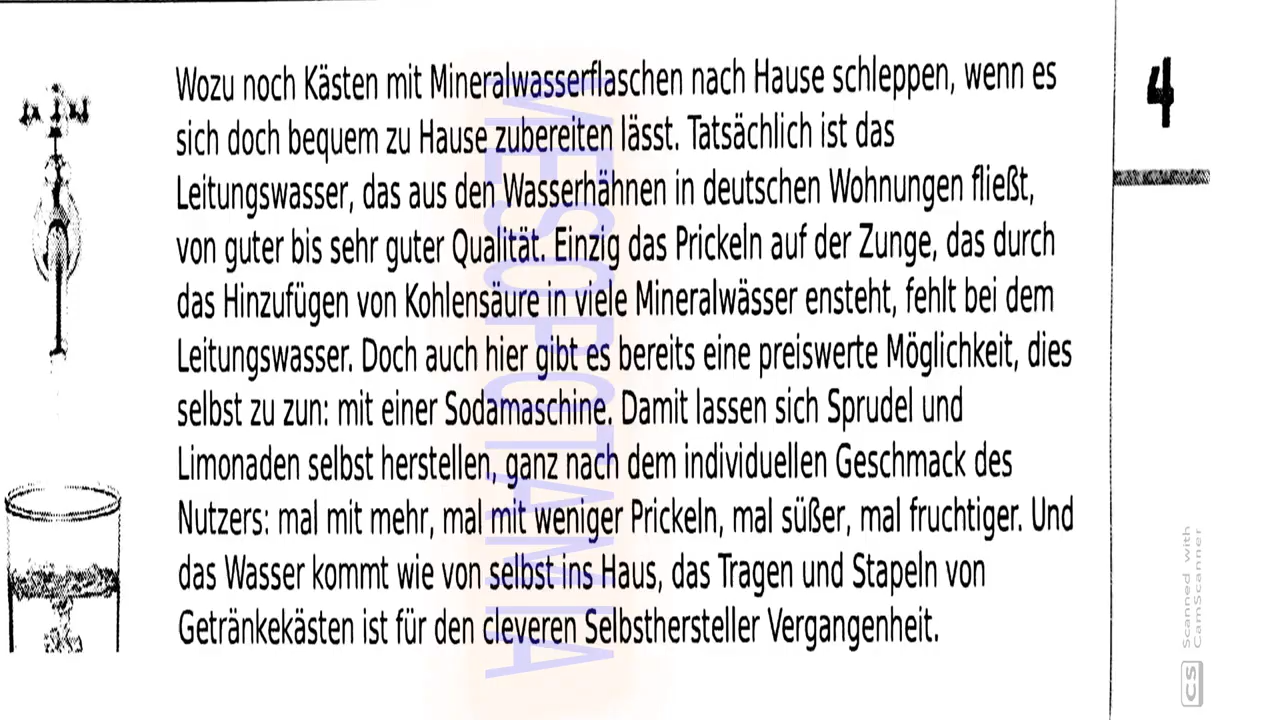 Wozu noch Kästen mit Mineralwasserflaschen nach Hause schleppen, wenn es
sich doch bequem zu Hause zubereiten lässt. Tatsächlich ist das
Leitungswasser, das aus den Wasserhähnen in deutschen Wohnungen fließt,
von guter bis sehr guter Qualität. Einzig das Prickeln auf der Zunge, das durch
das Hinzufügen von Kohlensäure in viele Mineralwässer ensteht, fehlt bei dem
Leitungswasser. Doch auch hier gibt es bereits eine preiswerte Möglichkeit, dies
selbst zu zun: mit einer Sodamaschine. Damit lassen sich Sprudel und
Limonaden selbst herstellen, ganz nach dem individuellen Geschmack des
Nutzers: mal mit mehr, mal mit weniger Prickeln, mal süßer, mal fruchtiger. Und
das Wasser kommt wie von selbst ins Haus, das Tragen und Stapeln von
Getränkekästen ist für den cleveren Selbsthersteller Vergangenheit.
4
MESOPOTAMIA
CS
Scanned with
CamScanner